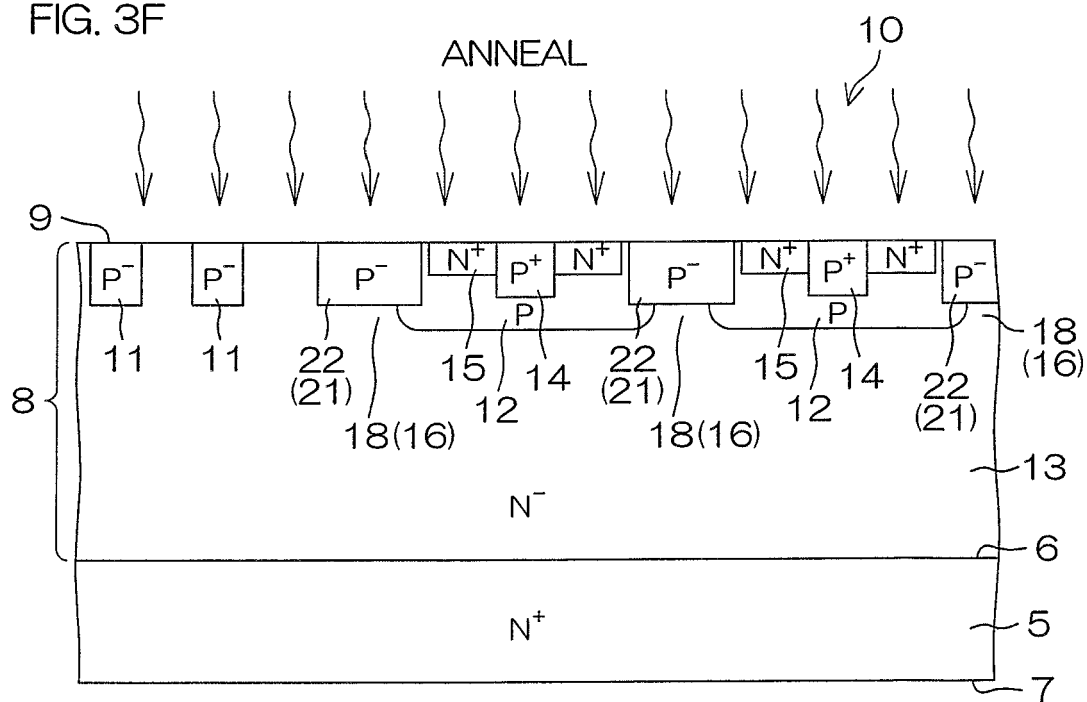 FIG. 3F
ANNEAL
10
9
P⁻ P⁻ P⁻ N⁺ P⁺ N⁺ P⁻ N⁺ P⁺ N⁺ P⁻
P P
11 11 22 15 14 22 15 14 22 18
(21) 12 (21) 12 (21) (16)
8
18(16) 18(16)
13
N⁻
6
N⁺
5
7